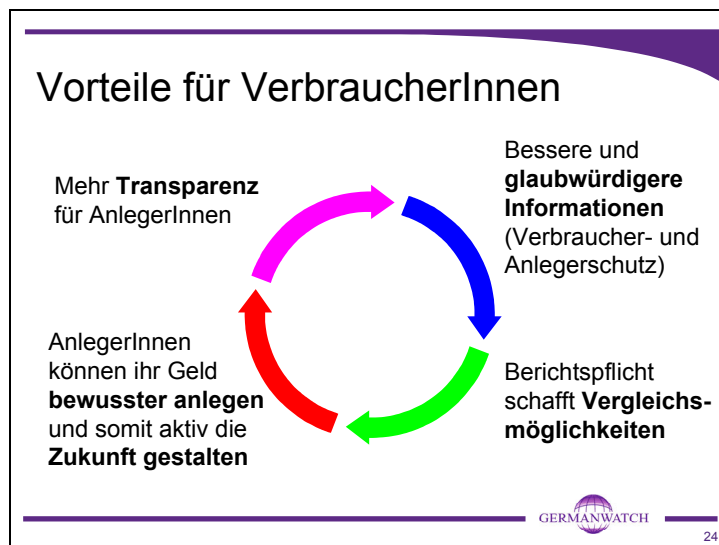 Vorteile für VerbraucherInnen
Mehr Transparenz
für AnlegerInnen
Bessere und
glaubwürdigere
Informationen
(Verbraucher- und
Anlegerschutz)
Berichtspflicht
schafft Vergleichs-
möglichkeiten
AnlegerInnen
können ihr Geld
bewusster anlegen
und somit aktiv die
Zukunft gestalten
GERMANWATCH
24